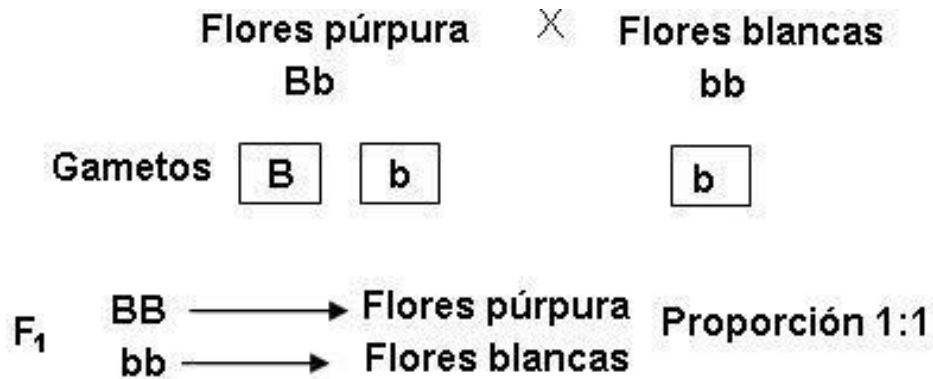 Flores púrpura X Flores blancas
Bb bb
Gametos B b b
BB Flores púrpura
F₁ Proporción 1:1
bb Flores blancas